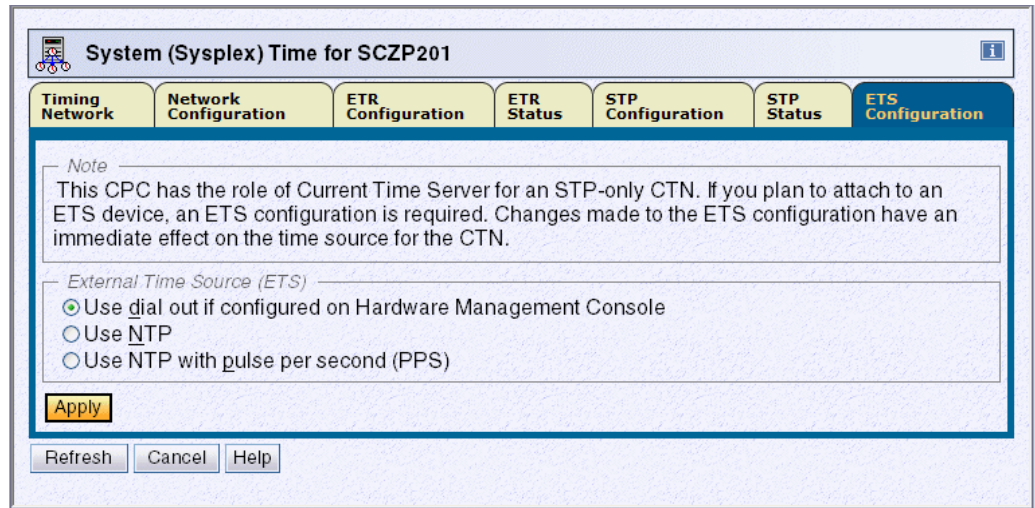 System (Sysplex) Time for SCZP201
i
Timing Network
Network Configuration
ETR Configuration
ETR Status
STP Configuration
STP Status
ETS Configuration
Note
This CPC has the role of Current Time Server for an STP-only CTN. If you plan to attach to an
ETS device, an ETS configuration is required. Changes made to the ETS configuration have an
immediate effect on the time source for the CTN.
External Time Source (ETS)
Use dial out if configured on Hardware Management Console
Use NTP
Use NTP with pulse per second (PPS)
Apply
Refresh Cancel Help